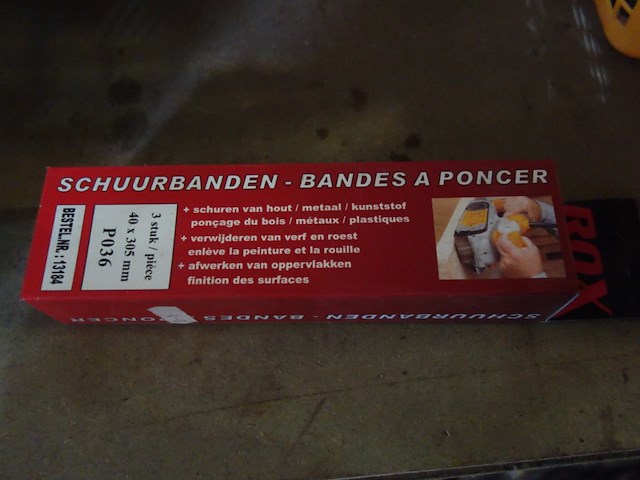 SCHUURBANDEN - BANDES A PONCER
+ schuren van hout / metaal / kunststof
ponçage du bois / métaux / plastiques
+ verwijderen van verf en roest
enlève la peinture et la rouille
+ afwerken van oppervlakken
finition des surfaces
3 stuk / pièce
40 x 305 mm
P036
BESTEL.NR. : 13184
SCHUURBANDEN - BANDES A PONCER
ROX